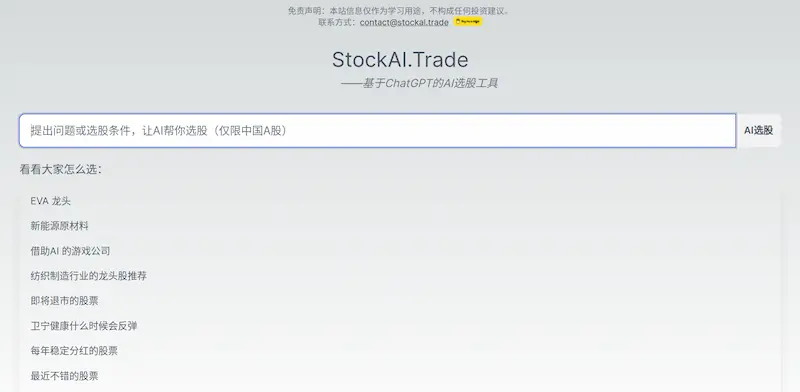 免责声明：本站信息仅作为学习用途，不构成任何投资建议。
联系方式：contact@stockai.trade
StockAI.Trade
——基于ChatGPT的AI选股工具
提出问题或选股条件，让AI帮你选股（仅限中国A股）
AI选股
看看大家怎么选：
EVA 龙头
新能源原材料
借助AI 的游戏公司
纺织制造行业的龙头股推荐
即将退市的股票
卫宁健康什么时候会反弹
每年稳定分红的股票
最近不错的股票